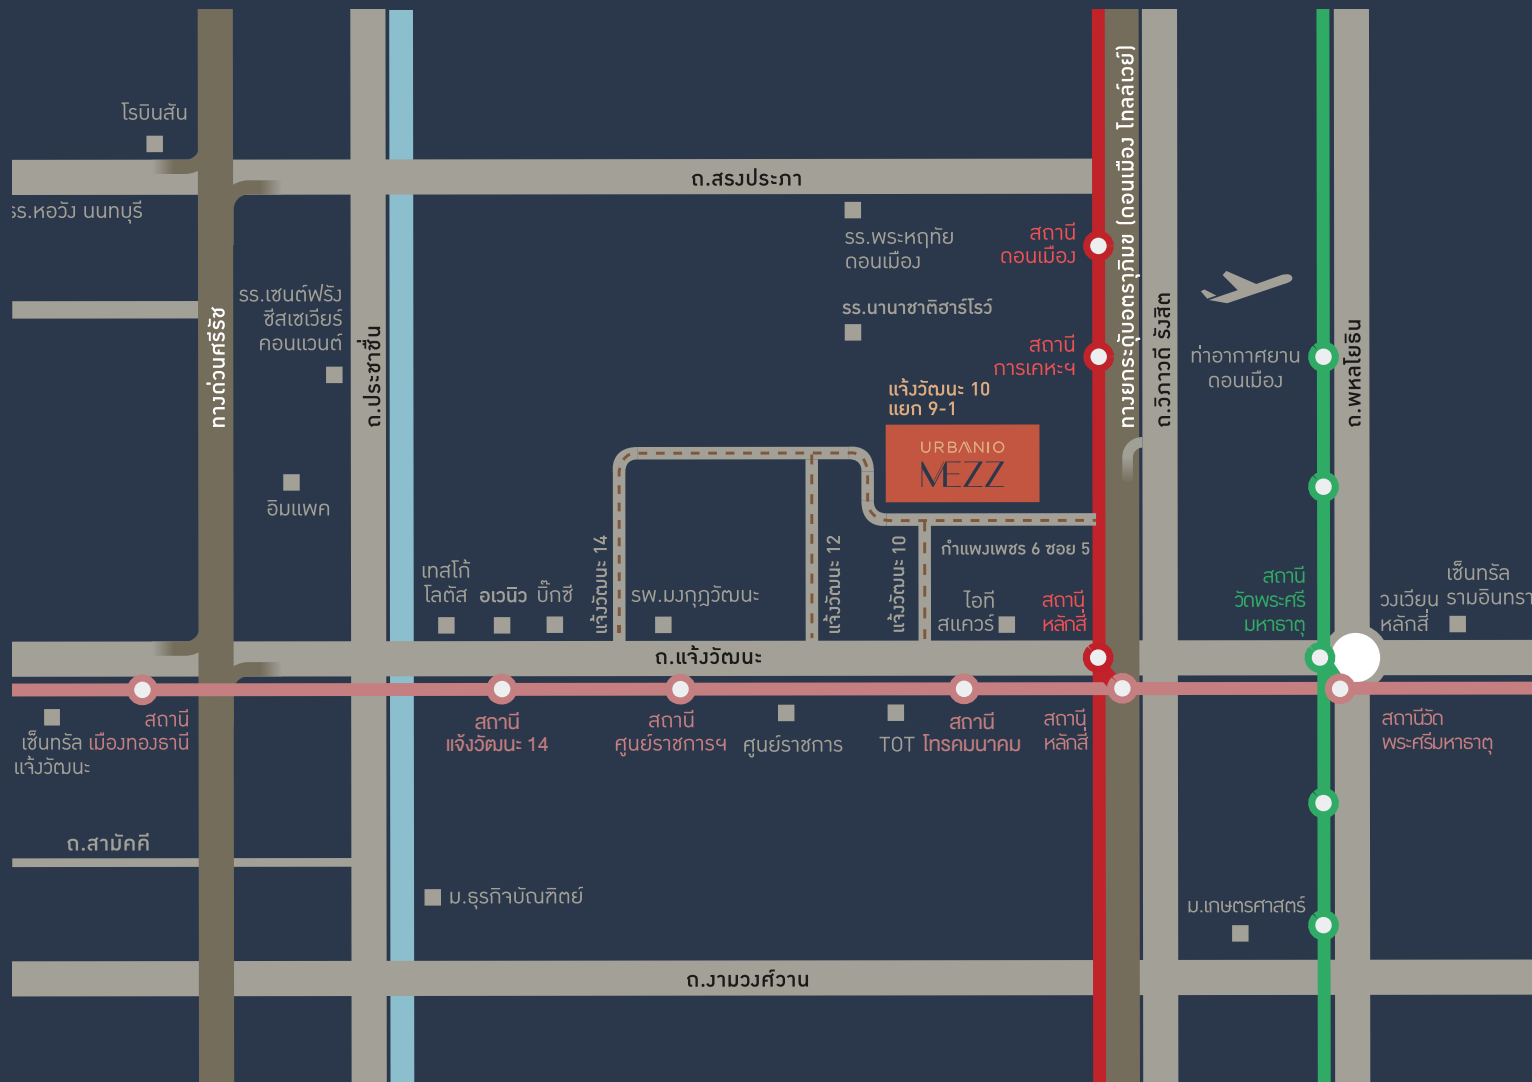 โรบินสัน
ถ.สรงประภา
รร.หอวัง นนทบุรี
รร.พระหฤทัย
ดอนเมือง
สถานี
ดอนเมือง
ทางยกระดับอุตราภิมุข (ดอนเมือง โทลล์เวย์)
รร.เซนต์ฟรัง
ซีสเซเวียร์
คอนแวนต์
รร.นานาชาติฮาร์โรว์
สถานี
การเคหะฯ
ทางด่วนศรีรัช
ถ.ประชาชื่น
ถ.วิภาวดี รังสิต
ท่าอากาศยาน
ดอนเมือง
ถ.พหลโยธิน
แจ้งวัฒนะ 10
แยก 9-1
URBANIO
MEZZ
อิมแพค
กำแพงเพชร 6 ซอย 5
แจ้งวัฒนะ 14
แจ้งวัฒนะ 12
แจ้งวัฒนะ 10
เทสโก้
โลตัส
อเวนิว
บิ๊กซี
รพ.มงกุฎวัฒนะ
ไอที
สแควร์
สถานี
หลักสี่
สถานี
วัดพระศรี
มหาธาตุ
วงเวียน
หลักสี่
เซ็นทรัล
รามอินทรา
ถ.แจ้งวัฒนะ
เซ็นทรัล
แจ้งวัฒนะ
สถานี
เมืองทองธานี
สถานี
แจ้งวัฒนะ 14
สถานี
ศูนย์ราชการฯ
ศูนย์ราชการ
TOT
สถานี
โทรคมนาคม
สถานี
หลักสี่
สถานีวัด
พระศรีมหาธาตุ
ถ.สามัคคี
ม.ธุรกิจบัณฑิตย์
ม.เกษตรศาสตร์
ถ.งามวงศ์วาน